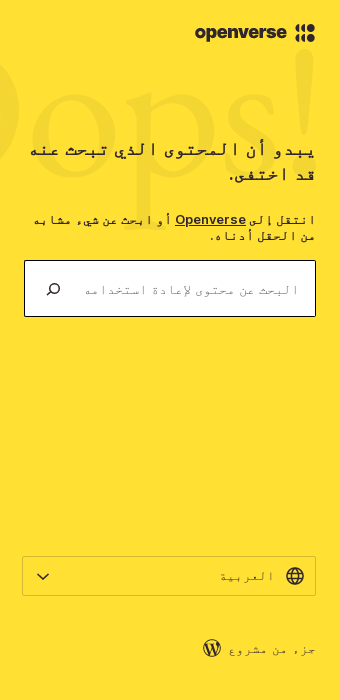 openverse
Oops!
يبدو أن المحتوى الذي تبحث عنه
قد اختفى.
انتقل إلى Openverse أو ابحث عن شيء مشابه
من الحقل أدناه.
البحث عن محتوى لإعادة استخدامه
العربية
جزء من مشروع